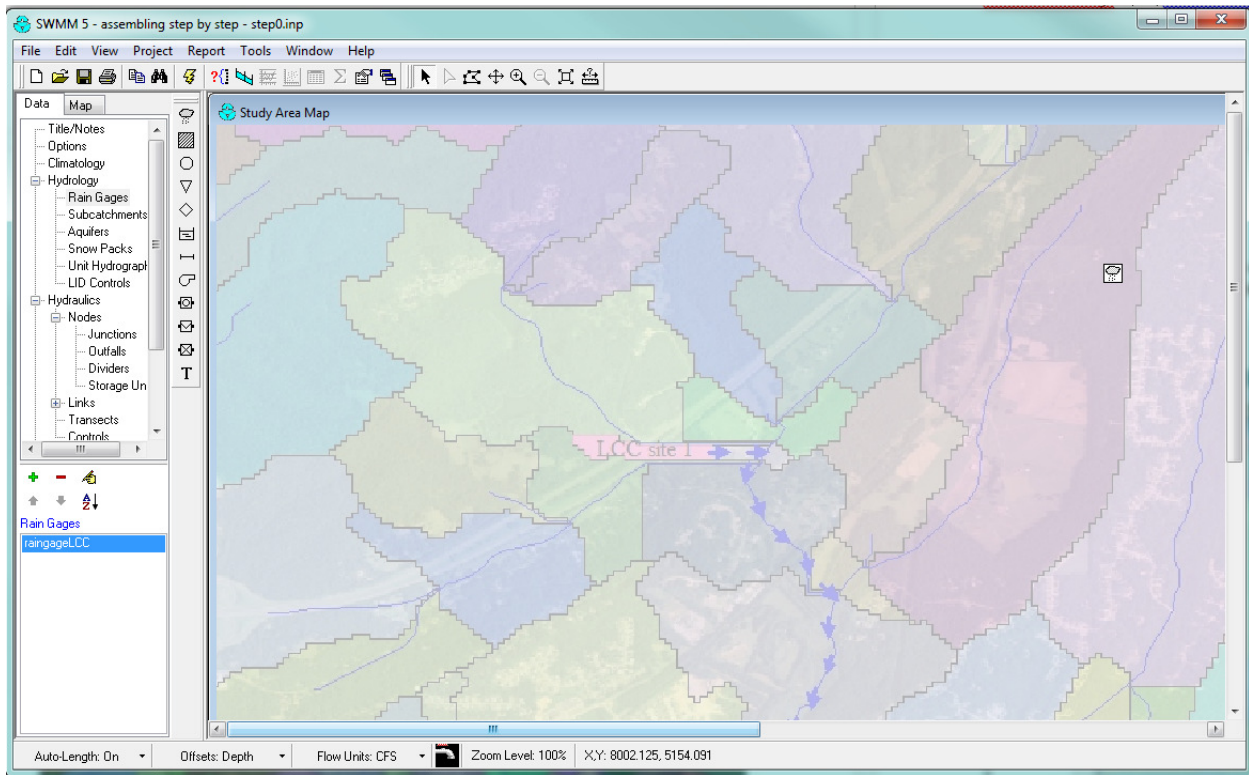 SWMM 5 - assembling step by step - step0.inp
File Edit View Project Report Tools Window Help
Data Map
Study Area Map
Title/Notes
Options
Climatology
Hydrology
Rain Gages
Subcatchments
Aquifers
Snow Packs
Unit Hydrograph
LID Controls
Hydraulics
Nodes
Junctions
Outfalls
Dividers
Storage Un
Links
Transects
Controls
T
Rain Gages
raingageLCC
LCC site 1
Auto-Length: On Offsets: Depth Flow Units: CFS Zoom Level: 100% X,Y: 8002.125, 5154.091